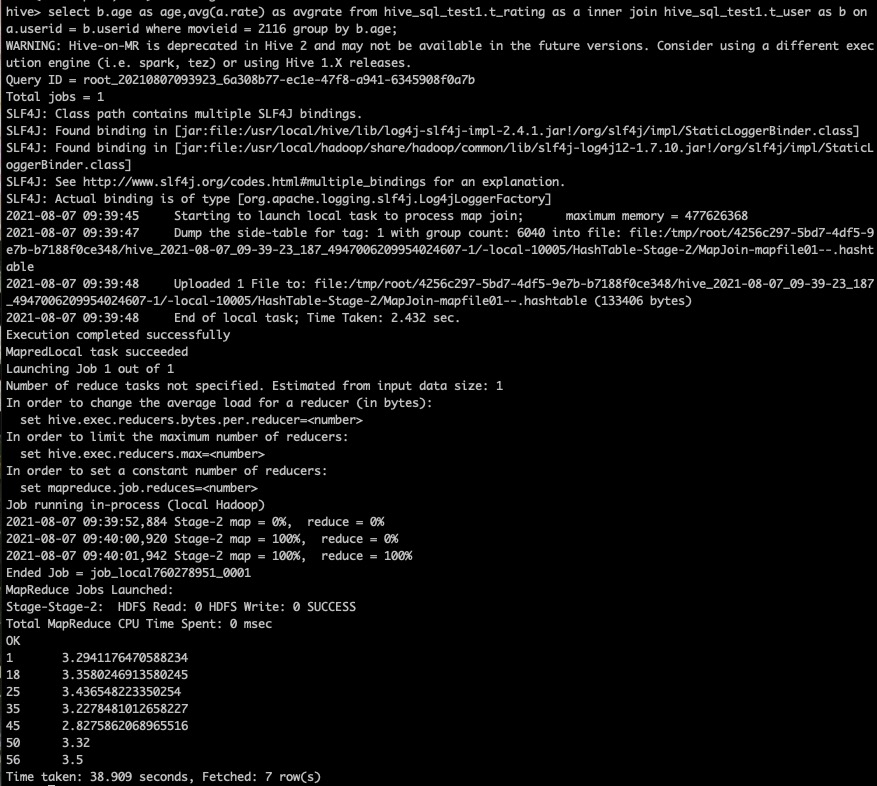 hive> select b.age as age,avg(a.rate) as avgrate from hive_sql_test1.t_rating as a inner join hive_sql_test1.t_user as b on
a.userid = b.userid where movieid = 2116 group by b.age;
WARNING: Hive-on-MR is deprecated in Hive 2 and may not be available in the future versions. Consider using a different exec
ution engine (i.e. spark, tez) or using Hive 1.X releases.
Query ID = root_20210807093923_6a308b77-ec1e-47f8-a941-6345908f0a7b
Total jobs = 1
SLF4J: Class path contains multiple SLF4J bindings.
SLF4J: Found binding in [jar:file:/usr/local/hive/lib/log4j-slf4j-impl-2.4.1.jar!/org/slf4j/impl/StaticLoggerBinder.class]
SLF4J: Found binding in [jar:file:/usr/local/hadoop/share/hadoop/common/lib/slf4j-log4j12-1.7.10.jar!/org/slf4j/impl/StaticL
oggerBinder.class]
SLF4J: See http://www.slf4j.org/codes.html#multiple_bindings for an explanation.
SLF4J: Actual binding is of type [org.apache.logging.slf4j.Log4jLoggerFactory]
2021-08-07 09:39:45     Starting to launch local task to process map join;      maximum memory = 477626368
2021-08-07 09:39:47     Dump the side-table for tag: 1 with group count: 6040 into file: file:/tmp/root/4256c297-5bd7-4df5-9
e7b-b7188f0ce348/hive_2021-08-07_09-39-23_187_4947006209954024607-1/-local-10005/HashTable-Stage-2/MapJoin-mapfile01--.hasht
able
2021-08-07 09:39:48     Uploaded 1 File to: file:/tmp/root/4256c297-5bd7-4df5-9e7b-b7188f0ce348/hive_2021-08-07_09-39-23_187
_4947006209954024607-1/-local-10005/HashTable-Stage-2/MapJoin-mapfile01--.hashtable (133406 bytes)
2021-08-07 09:39:48     End of local task; Time Taken: 2.432 sec.
Execution completed successfully
MapredLocal task succeeded
Launching Job 1 out of 1
Number of reduce tasks not specified. Estimated from input data size: 1
In order to change the average load for a reducer (in bytes):
  set hive.exec.reducers.bytes.per.reducer=<number>
In order to limit the maximum number of reducers:
  set hive.exec.reducers.max=<number>
In order to set a constant number of reducers:
  set mapreduce.job.reduces=<number>
Job running in-process (local Hadoop)
2021-08-07 09:39:52,884 Stage-2 map = 0%,  reduce = 0%
2021-08-07 09:40:00,920 Stage-2 map = 100%,  reduce = 0%
2021-08-07 09:40:01,942 Stage-2 map = 100%,  reduce = 100%
Ended Job = job_local760278951_0001
MapReduce Jobs Launched:
Stage-Stage-2:  HDFS Read: 0 HDFS Write: 0 SUCCESS
Total MapReduce CPU Time Spent: 0 msec
OK
1       3.2941176470588234
18      3.3580246913580245
25      3.436548223350254
35      3.2278481012658227
45      2.8275862068965516
50      3.32
56      3.5
Time taken: 38.909 seconds, Fetched: 7 row(s)